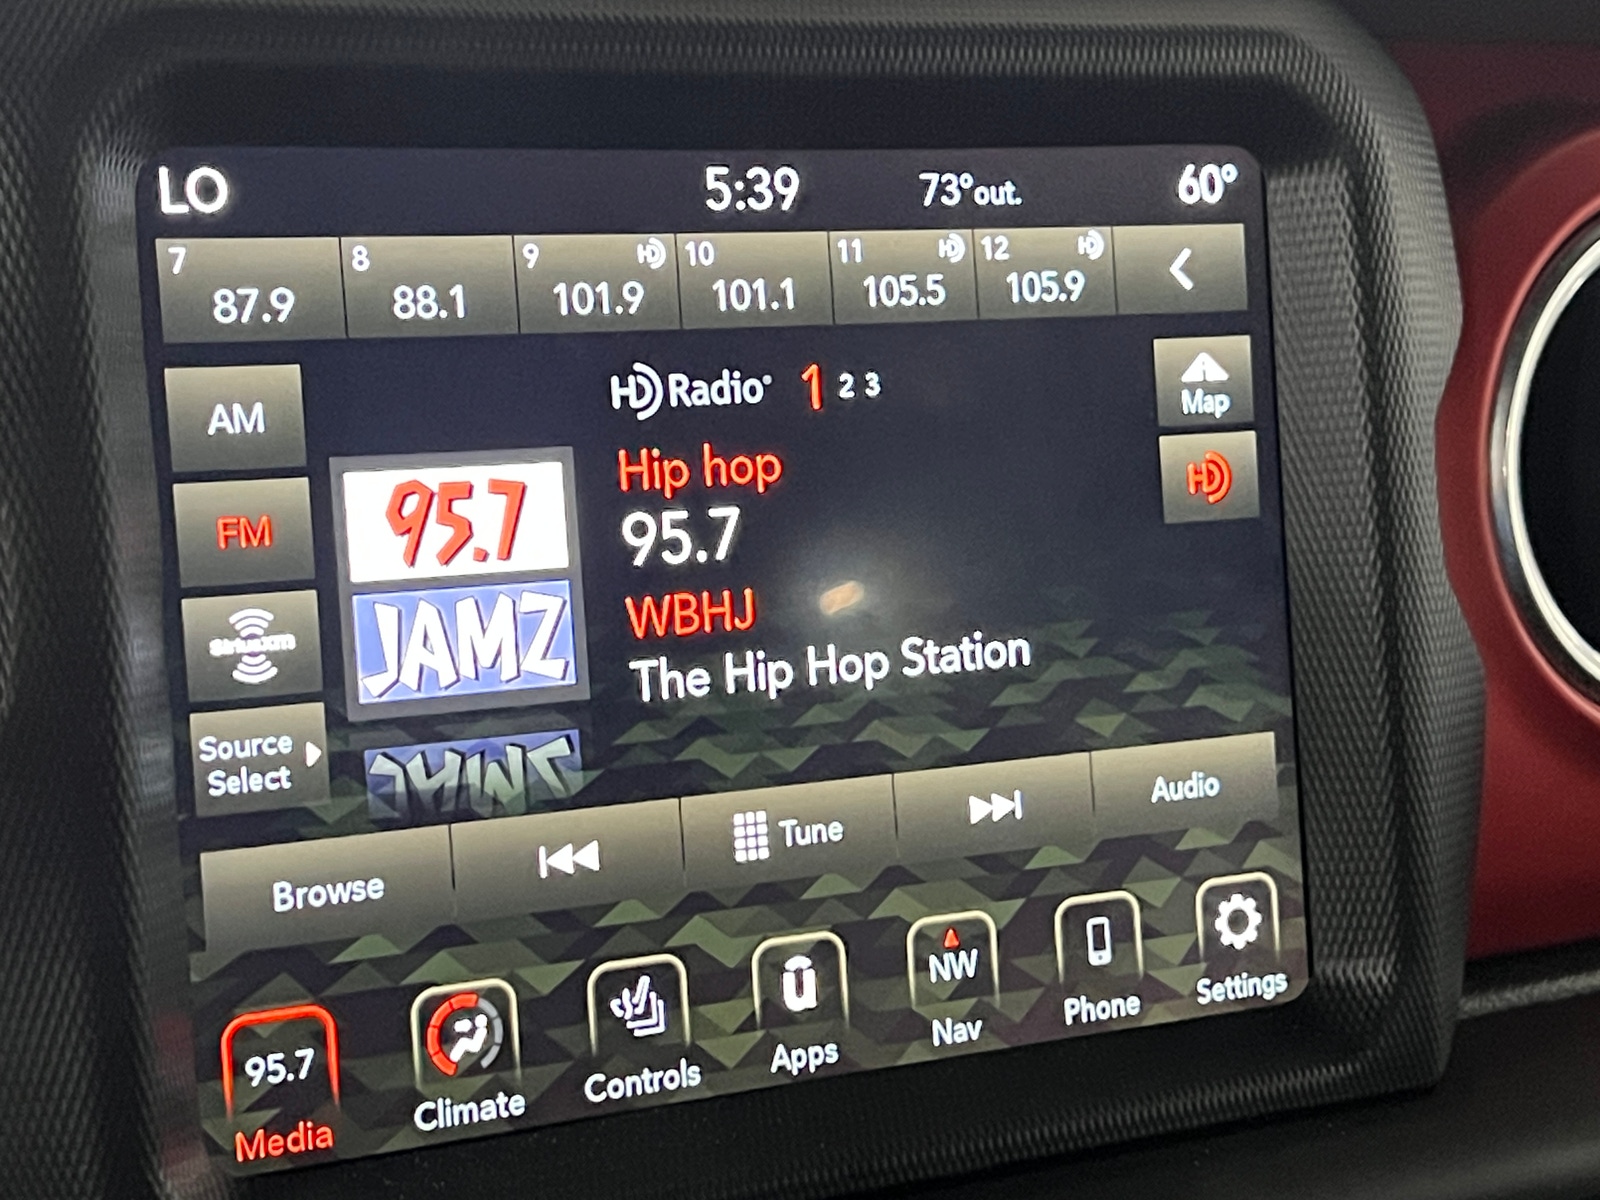 LO 5:39 73°out. 60°
7 8 9 HD 10 11 HD 12 HD
87.9 88.1 101.9 101.1 105.5 105.9
HD Radio 1 2 3
Map
AM
Hip hop
HD
95.7
95.7
FM
JAMZ
WBHJ
The Hip Hop Station
SiriusXM
Source
Select
Browse
Tune
Audio
95.7
Media
Climate
Controls
Apps
NW
Nav
Phone
Settings